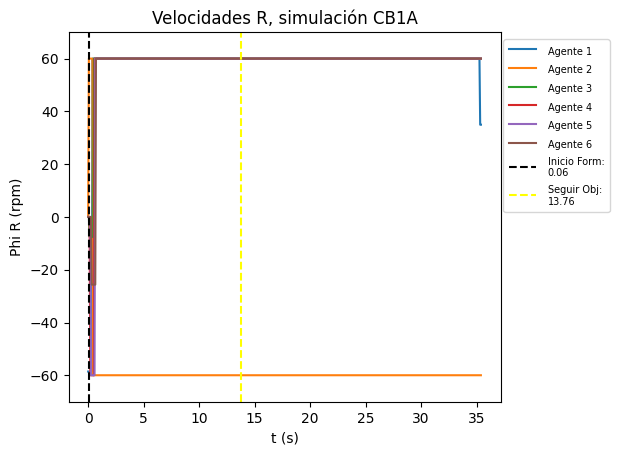 Velocidades R, simulación CB1A
Phi R (rpm)
60
40
20
0
−20
−40
−60
0
5
10
15
20
25
30
35
t (s)
Agente 1
Agente 2
Agente 3
Agente 4
Agente 5
Agente 6
Inicio Form:
0.06
Seguir Obj:
13.76